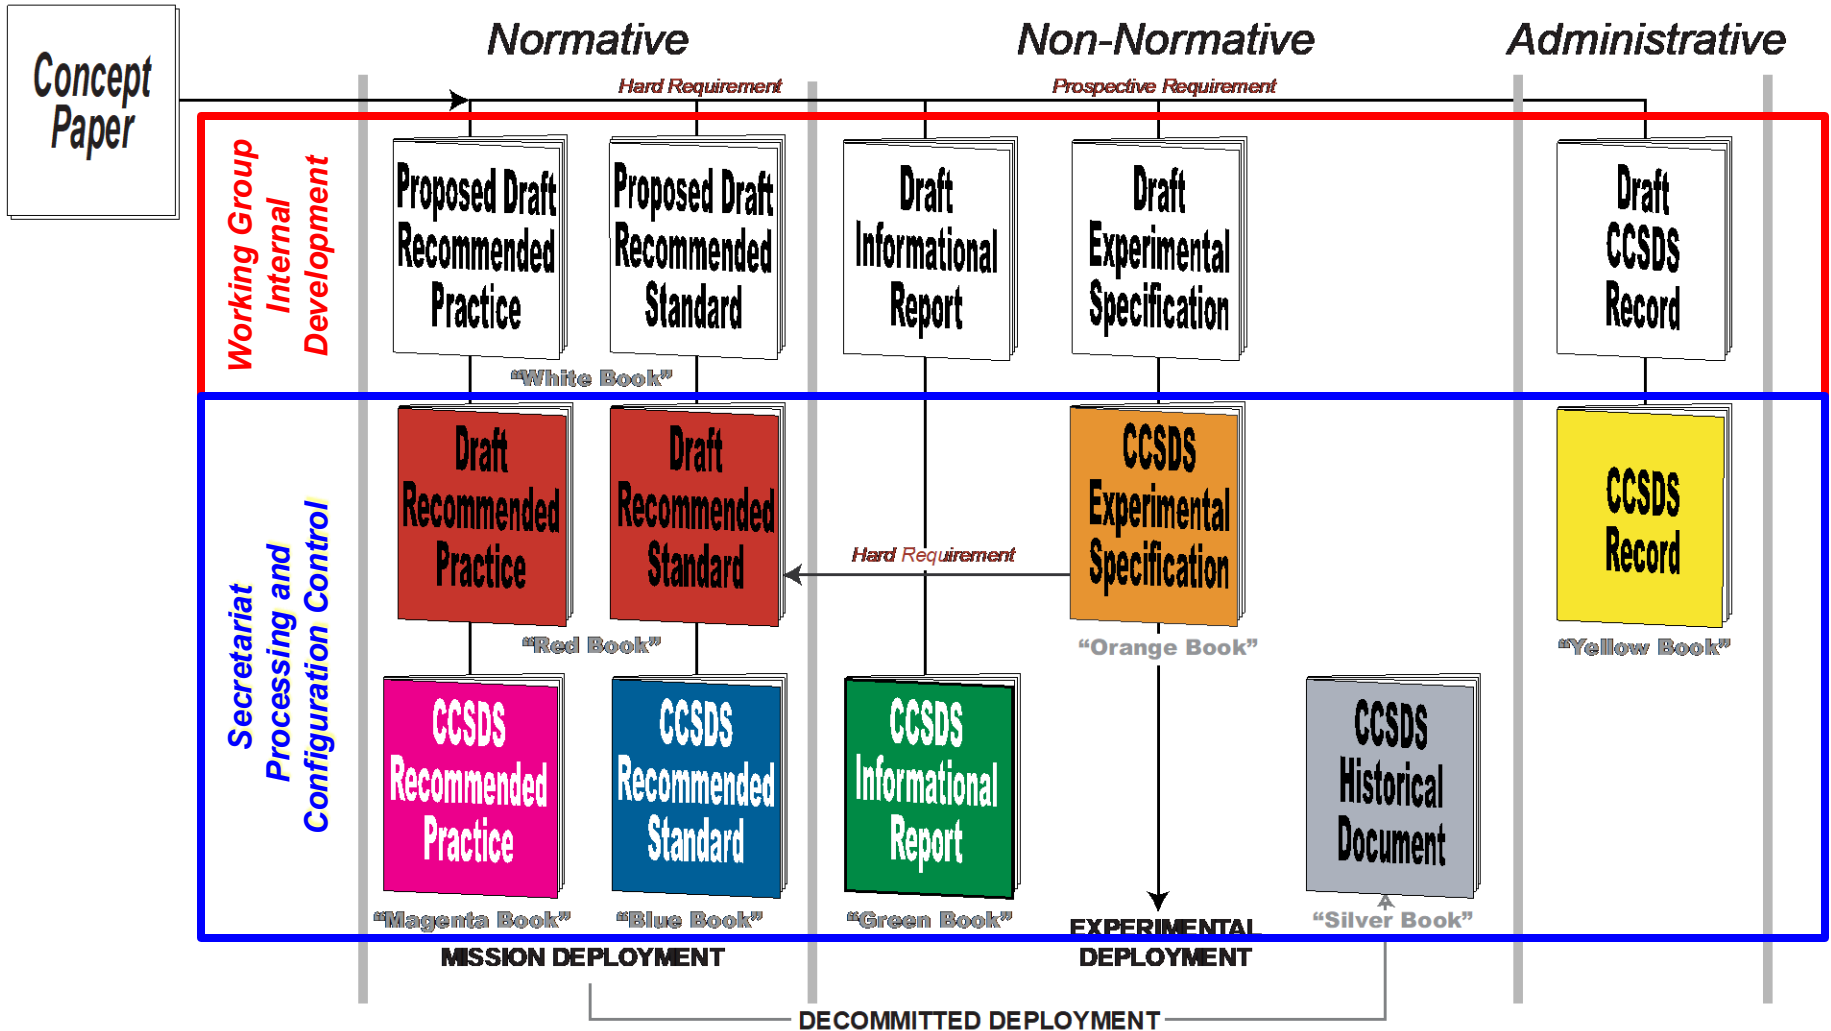 Concept
Paper
Normative
Non-Normative
Administrative
Hard Requirement
Prospective Requirement
Working Group
Internal
Development
Proposed Draft
Recommended
Practice
Proposed Draft
Recommended
Standard
Draft
Informational
Report
Draft
Experimental
Specification
Draft
CCSDS
Record
“White Book”
Secretariat
Processing and
Configuration Control
Draft
Recommended
Practice
Draft
Recommended
Standard
Hard Requirement
CCSDS
Experimental
Specification
CCSDS
Record
“Red Book”
“Orange Book”
“Yellow Book”
CCSDS
Recommended
Practice
CCSDS
Recommended
Standard
CCSDS
Informational
Report
CCSDS
Historical
Document
“Magenta Book”
“Blue Book”
“Green Book”
“Silver Book”
MISSION DEPLOYMENT
EXPERIMENTAL
DEPLOYMENT
DECOMMITTED DEPLOYMENT